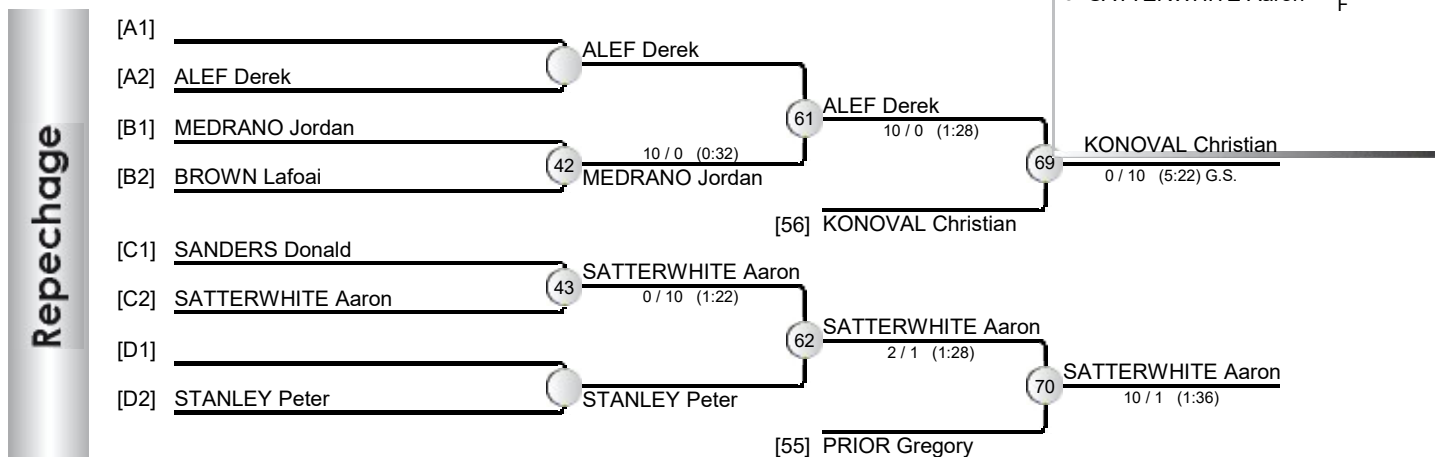 SATTERWHITE Aaron
F
Repechage
[A1]
ALEF Derek
[A2] ALEF Derek
61 ALEF Derek
10 / 0 (1:28)
[B1] MEDRANO Jordan
42 10 / 0 (0:32)
MEDRANO Jordan
[B2] BROWN Lafoai
69 KONOVAL Christian
0 / 10 (5:22) G.S.
[56] KONOVAL Christian
[C1] SANDERS Donald
43 SATTERWHITE Aaron
0 / 10 (1:22)
[C2] SATTERWHITE Aaron
62 SATTERWHITE Aaron
2 / 1 (1:28)
[D1]
STANLEY Peter
[D2] STANLEY Peter
70 SATTERWHITE Aaron
10 / 1 (1:36)
[55] PRIOR Gregory